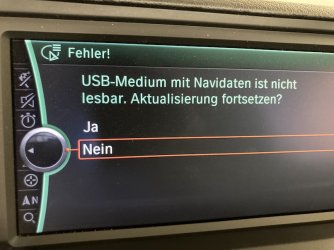 Fehler!
USB-Medium mit Navidaten ist nicht
lesbar. Aktualisierung fortsetzen?
Ja
Nein